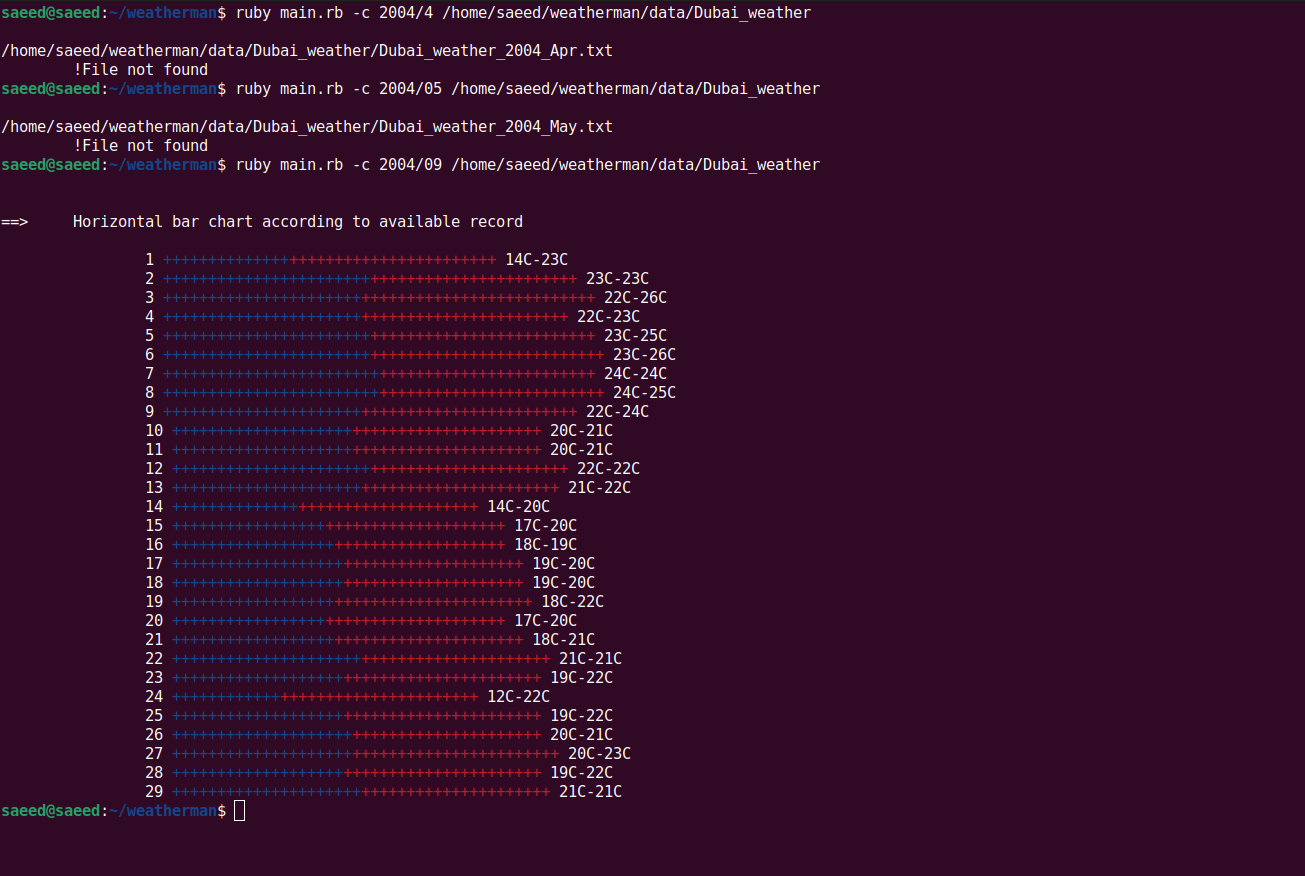 saeed@saeed:~/weatherman$ ruby main.rb -c 2004/4 /home/saeed/weatherman/data/Dubai_weather
/home/saeed/weatherman/data/Dubai_weather/Dubai_weather_2004_Apr.txt
!File not found
saeed@saeed:~/weatherman$ ruby main.rb -c 2004/05 /home/saeed/weatherman/data/Dubai_weather
/home/saeed/weatherman/data/Dubai_weather/Dubai_weather_2004_May.txt
!File not found
saeed@saeed:~/weatherman$ ruby main.rb -c 2004/09 /home/saeed/weatherman/data/Dubai_weather
==> Horizontal bar chart according to available record
1 +++++++++++++++++++++++++++++++++++++ 14C-23C
2 ++++++++++++++++++++++++++++++++++++++++++++++ 23C-23C
3 ++++++++++++++++++++++++++++++++++++++++++++++++ 22C-26C
4 +++++++++++++++++++++++++++++++++++++++++++++ 22C-23C
5 ++++++++++++++++++++++++++++++++++++++++++++++++ 23C-25C
6 +++++++++++++++++++++++++++++++++++++++++++++++++ 23C-26C
7 ++++++++++++++++++++++++++++++++++++++++++++++++ 24C-24C
8 +++++++++++++++++++++++++++++++++++++++++++++++++ 24C-25C
9 ++++++++++++++++++++++++++++++++++++++++++++++ 22C-24C
10 +++++++++++++++++++++++++++++++++++++++++ 20C-21C
11 +++++++++++++++++++++++++++++++++++++++++ 20C-21C
12 ++++++++++++++++++++++++++++++++++++++++++++ 22C-22C
13 +++++++++++++++++++++++++++++++++++++++++++ 21C-22C
14 ++++++++++++++++++++++++++++++++++ 14C-20C
15 +++++++++++++++++++++++++++++++++++++ 17C-20C
16 +++++++++++++++++++++++++++++++++++++ 18C-19C
17 +++++++++++++++++++++++++++++++++++++++ 19C-20C
18 +++++++++++++++++++++++++++++++++++++++ 19C-20C
19 ++++++++++++++++++++++++++++++++++++++++ 18C-22C
20 +++++++++++++++++++++++++++++++++++++ 17C-20C
21 +++++++++++++++++++++++++++++++++++++++ 18C-21C
22 ++++++++++++++++++++++++++++++++++++++++++ 21C-21C
23 +++++++++++++++++++++++++++++++++++++++++ 19C-22C
24 ++++++++++++++++++++++++++++++++++ 12C-22C
25 +++++++++++++++++++++++++++++++++++++++++ 19C-22C
26 +++++++++++++++++++++++++++++++++++++++++ 20C-21C
27 +++++++++++++++++++++++++++++++++++++++++++ 20C-23C
28 +++++++++++++++++++++++++++++++++++++++++ 19C-22C
29 ++++++++++++++++++++++++++++++++++++++++++ 21C-21C
saeed@saeed:~/weatherman$